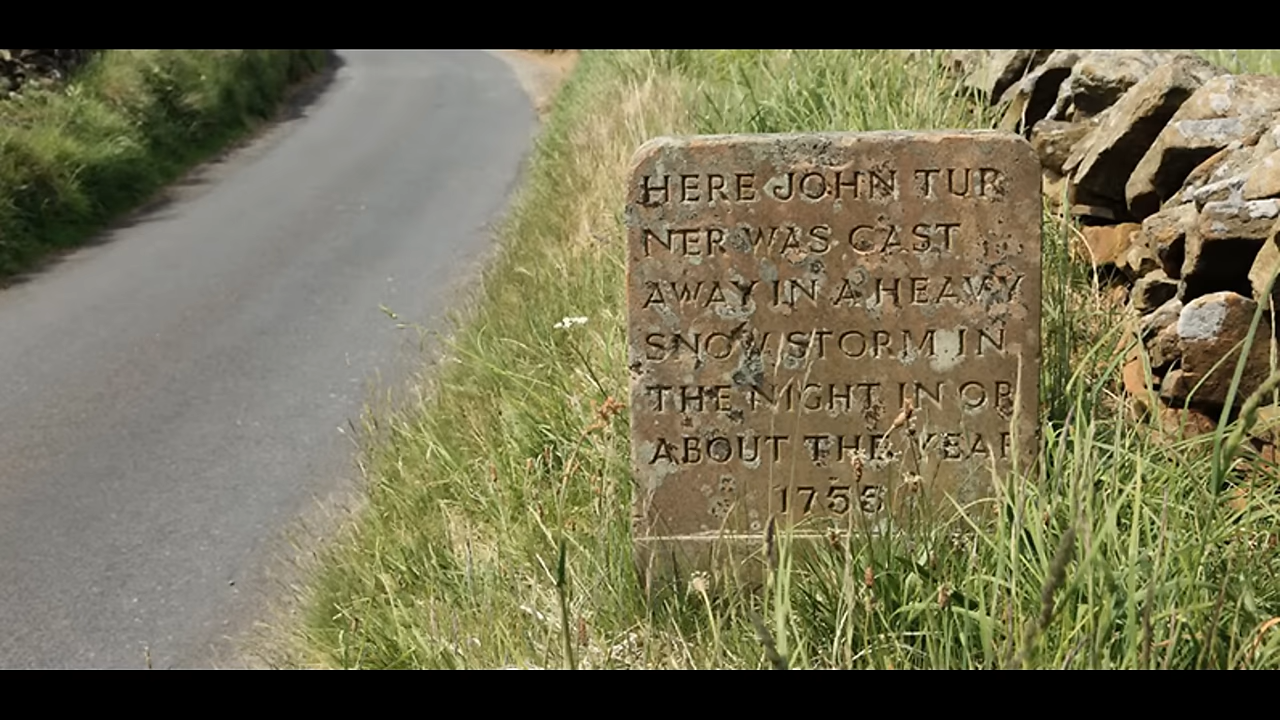 HERE JOHN TUR
NER WAS CAST
AWAY IN A HEAVY
SNOW STORM IN
THE NIGHT IN OR
ABOUT THE YEAR
1755